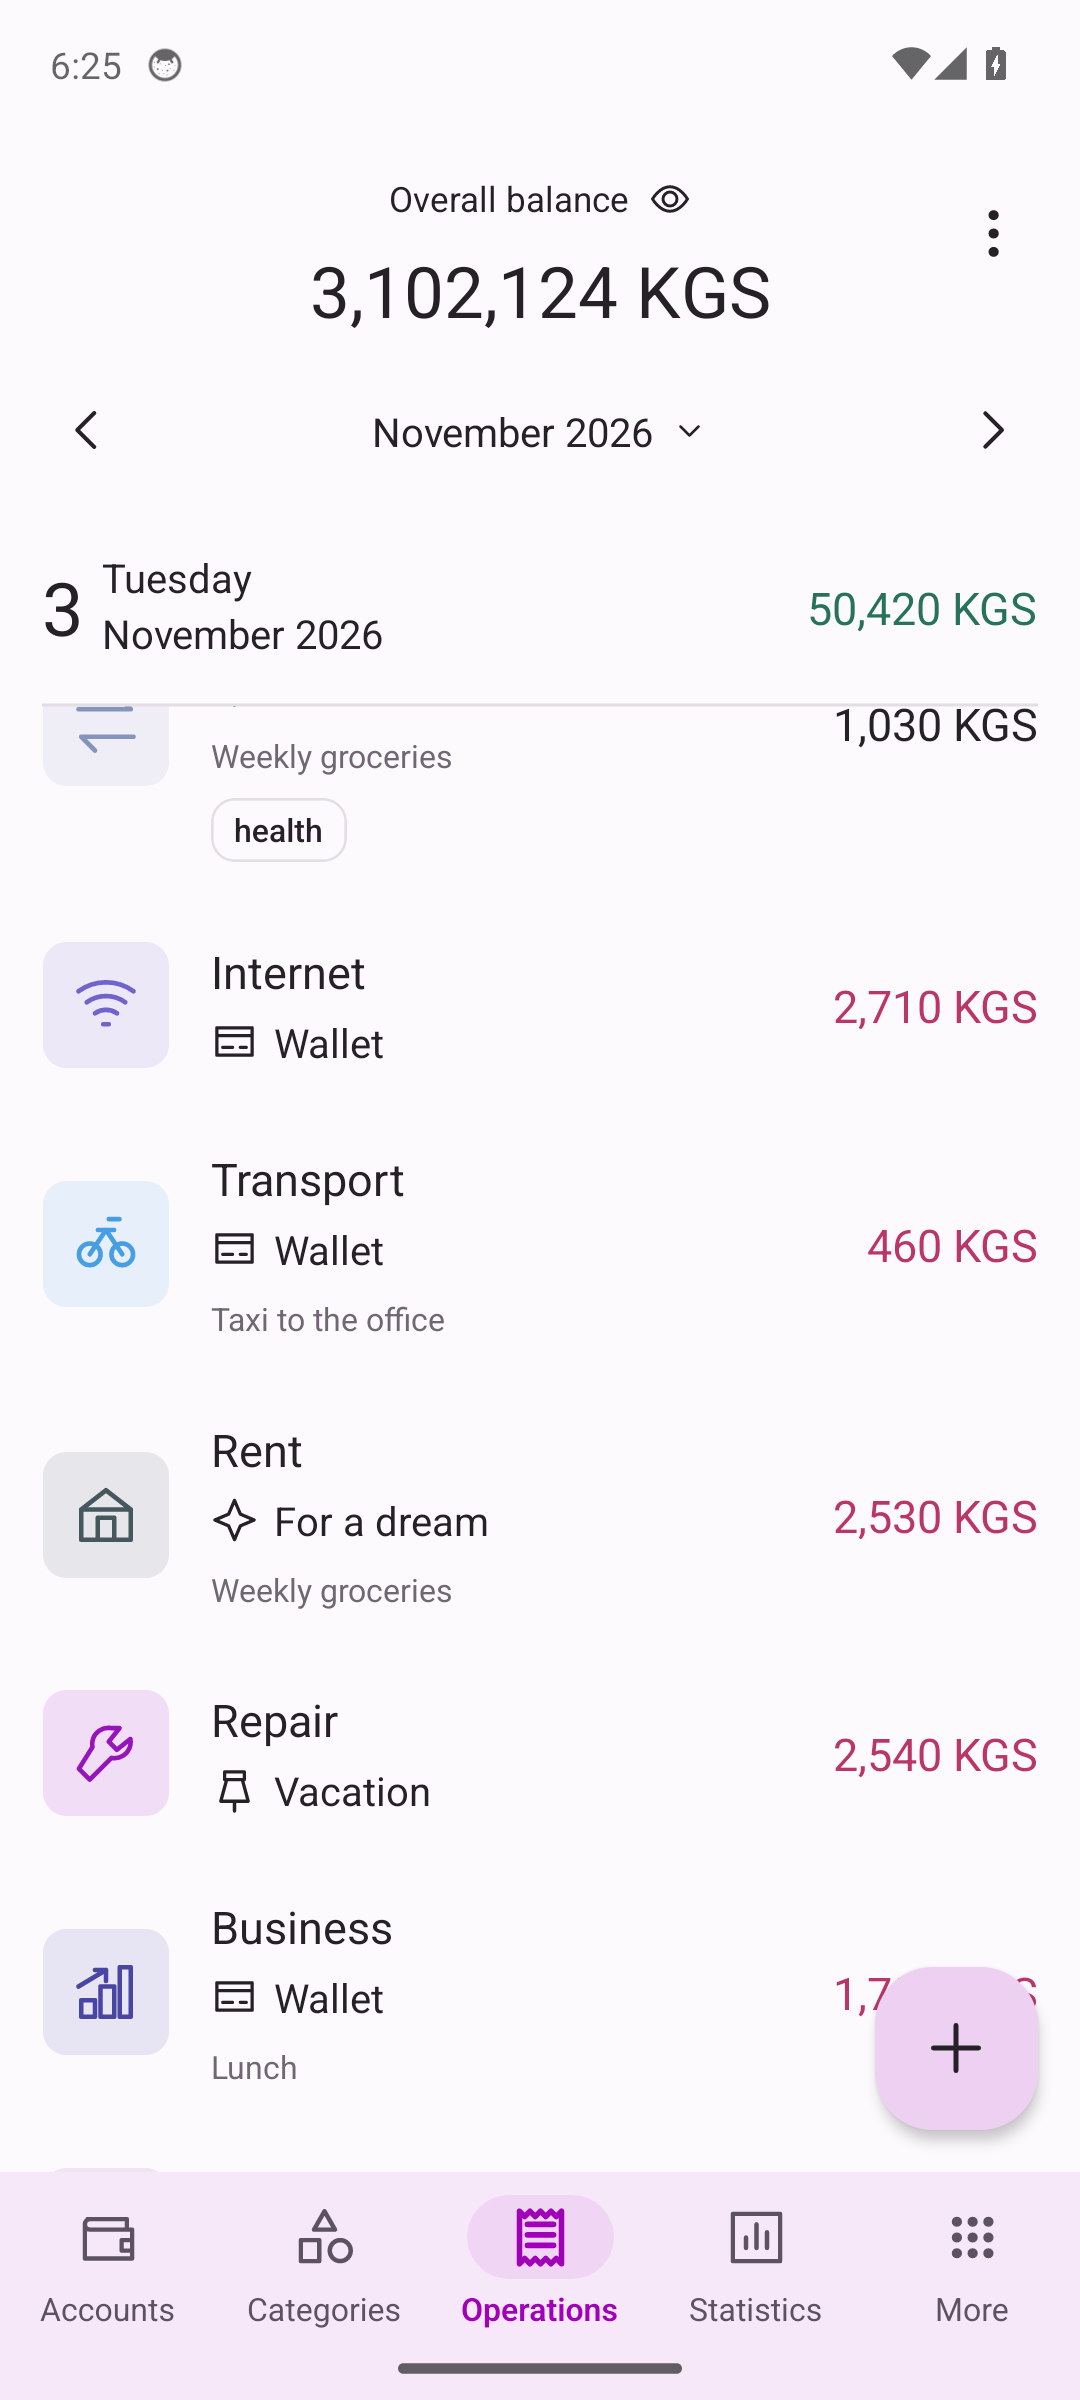 6:25
Overall balance
3,102,124 KGS
November 2026
3
Tuesday
November 2026
50,420 KGS
1,030 KGS
Weekly groceries
health
Internet
Wallet
2,710 KGS
Transport
Wallet
460 KGS
Taxi to the office
Rent
For a dream
2,530 KGS
Weekly groceries
Repair
Vacation
2,540 KGS
Business
Wallet
Lunch
Accounts
Categories
Operations
Statistics
More